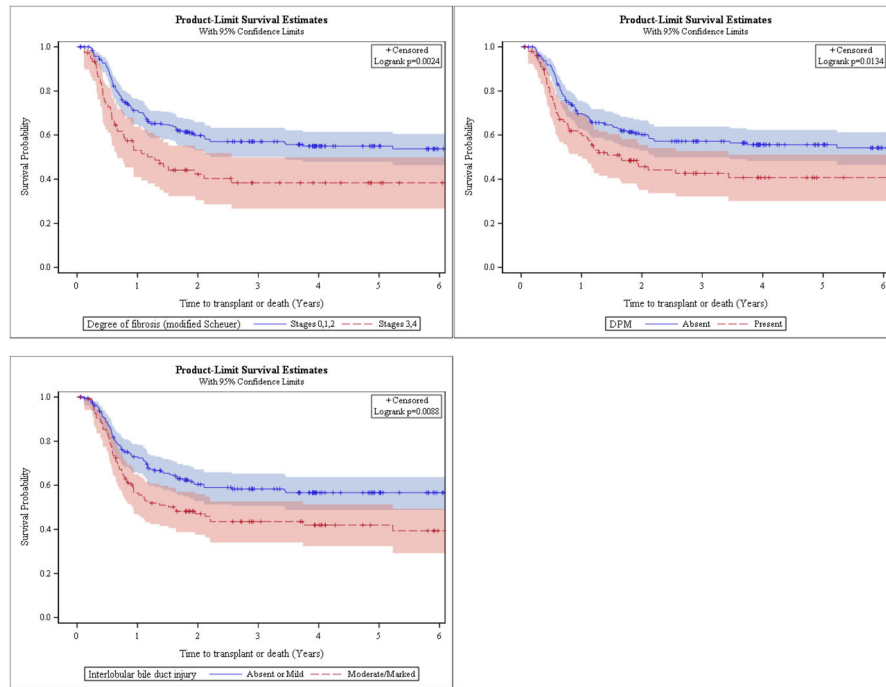 Product-Limit Survival Estimates
With 95% Confidence Limits
+ Censored
Logrank p=0.0024
Survival Probability
1.0
0.8
0.6
0.4
0.2
0.0
0 1 2 3 4 5 6
Time to transplant or death (Years)
Degree of fibrosis (modified Scheuer) Stages 0,1,2 Stages 3,4
Product-Limit Survival Estimates
With 95% Confidence Limits
+ Censored
Logrank p=0.0134
Survival Probability
1.0
0.8
0.6
0.4
0.2
0.0
0 1 2 3 4 5 6
Time to transplant or death (Years)
DPM Absent Present
Product-Limit Survival Estimates
With 95% Confidence Limits
+ Censored
Logrank p=0.0088
Survival Probability
1.0
0.8
0.6
0.4
0.2
0.0
0 1 2 3 4 5 6
Time to transplant or death (Years)
Interlobular bile duct injury Absent or Mild Moderate/Marked